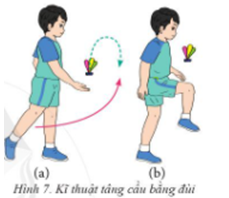 (a) (b)
Hình 7. Kĩ thuật tâng cầu bằng đùi